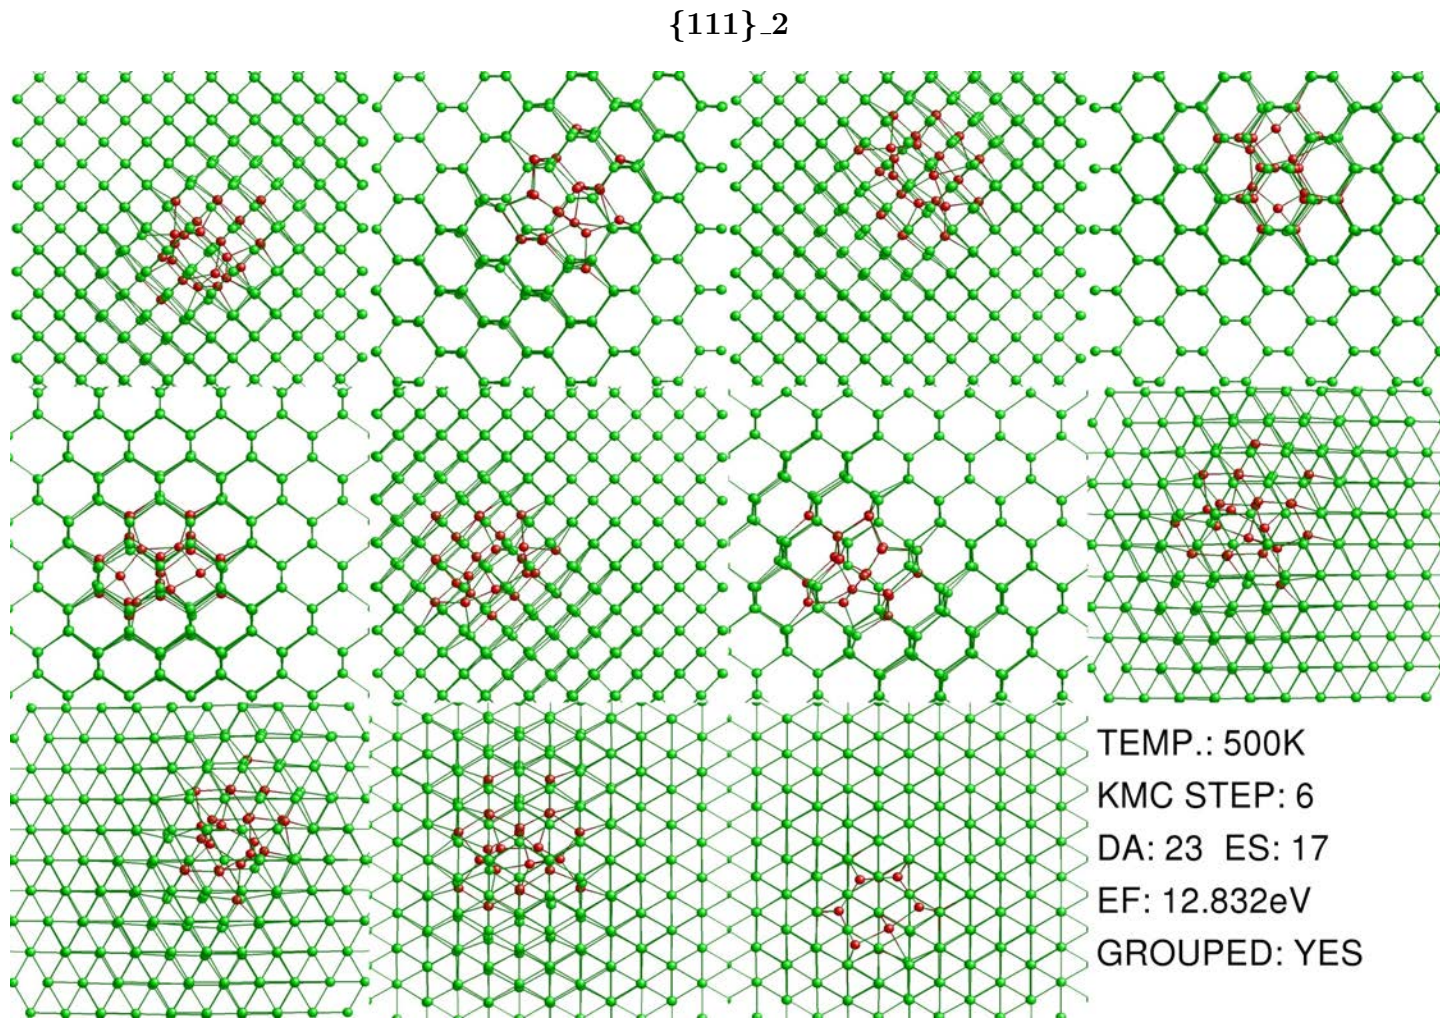 {111}_2
TEMP.: 500K
KMC STEP: 6
DA: 23 ES: 17
EF: 12.832eV
GROUPED: YES